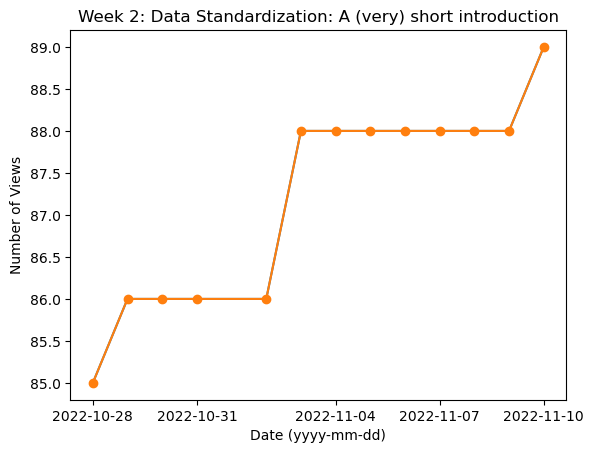 Week 2: Data Standardization: A (very) short introduction
89.0
88.5
88.0
87.5
87.0
86.5
86.0
85.5
85.0
Number of Views
2022-10-28 2022-10-31 2022-11-04 2022-11-07 2022-11-10
Date (yyyy-mm-dd)